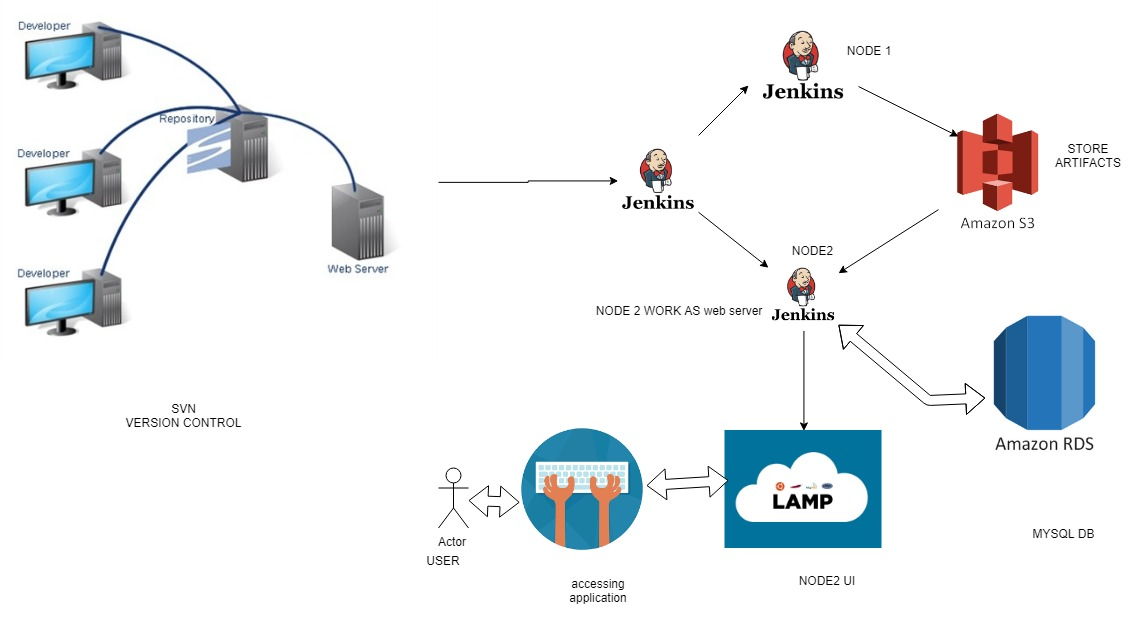 Developer
Repository
Developer
Developer
Web Server
SVN
VERSION CONTROL
Jenkins
NODE 1
Jenkins
STORE
ARTIFACTS
Amazon S3
NODE2
NODE 2 WORK AS web server
Jenkins
Amazon RDS
MYSQL DB
LAMP
NODE2 UI
Actor
USER
accessing
application